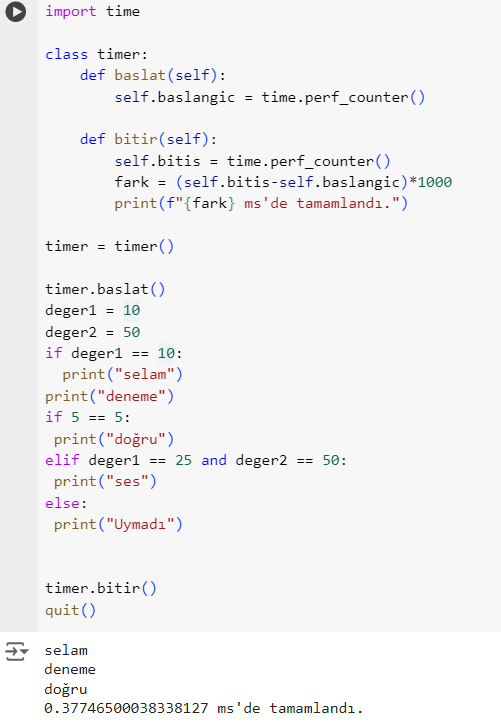 import time
class timer:
def baslat(self):
self.baslangic = time.perf_counter()
def bitir(self):
self.bitis = time.perf_counter()
fark = (self.bitis-self.baslangic)*1000
print(f"{fark} ms'de tamamlandı.")
timer = timer()
timer.baslat()
deger1 = 10
deger2 = 50
if deger1 == 10:
print("selam")
print("deneme")
if 5 == 5:
print("doğru")
elif deger1 == 25 and deger2 == 50:
print("ses")
else:
print("Uymadı")
timer.bitir()
quit()
selam
deneme
doğru
0.37746500038338127 ms'de tamamlandı.